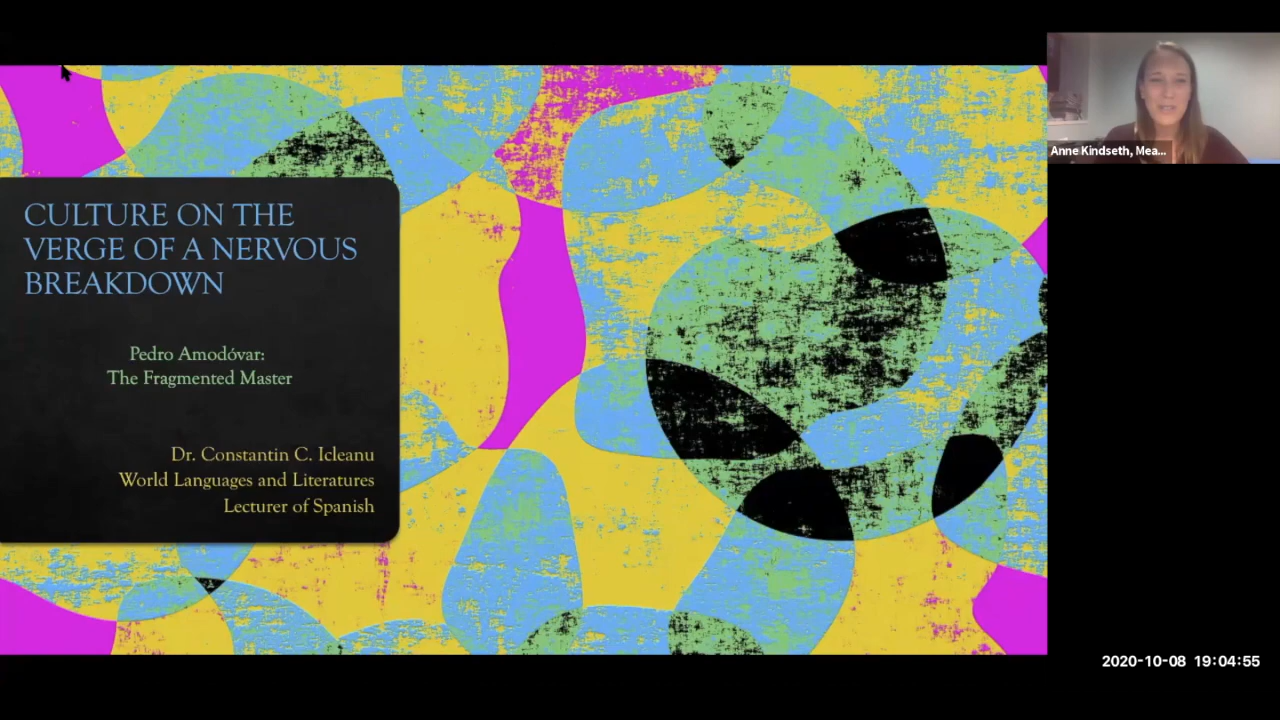 CULTURE ON THE
VERGE OF A NERVOUS
BREAKDOWN
Pedro Amodóvar:
The Fragmented Master
Dr. Constantin C. Icleanu
World Languages and Literatures
Lecturer of Spanish
Anne Kindseth, Mea...
2020-10-08 19:04:55